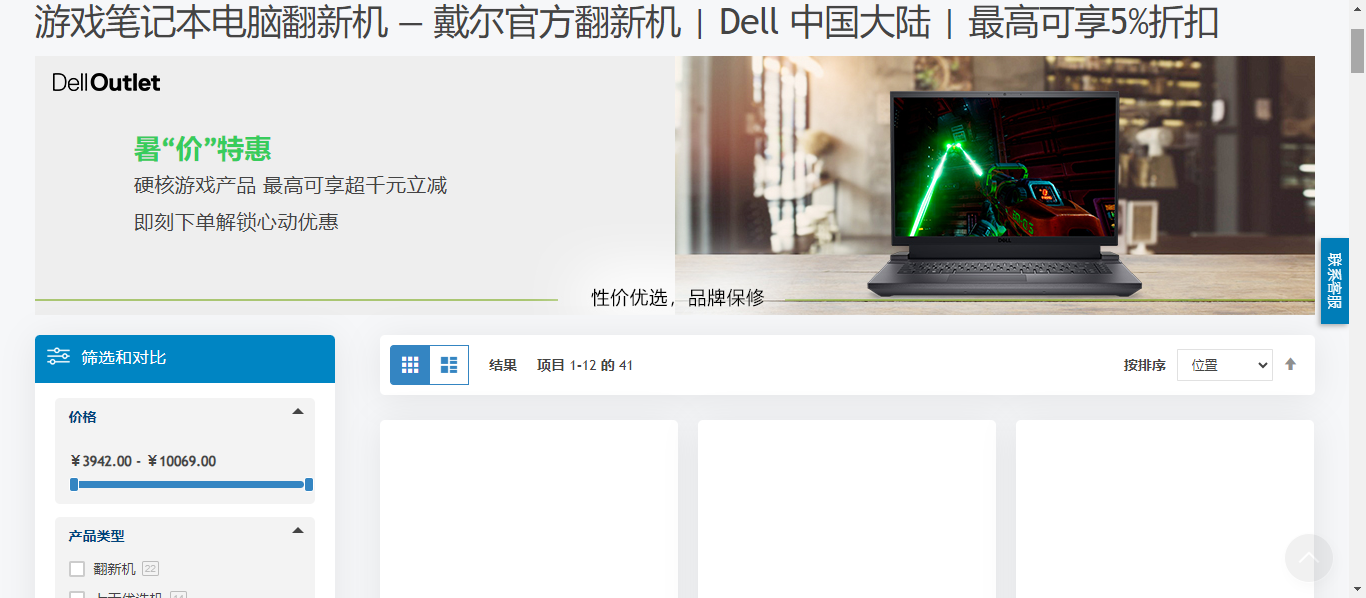 游戏笔记本电脑翻新机 — 戴尔官方翻新机 | Dell 中国大陆 | 最高可享5%折扣
DellOutlet
暑“价”特惠
硬核游戏产品 最高可享超千元立减
即刻下单解锁心动优惠
性价优选，品牌保修
联系客服
筛选和对比
结果 项目 1-12 的 41
按排序 位置
价格
￥3942.00 - ￥10069.00
产品类型
翻新机 22